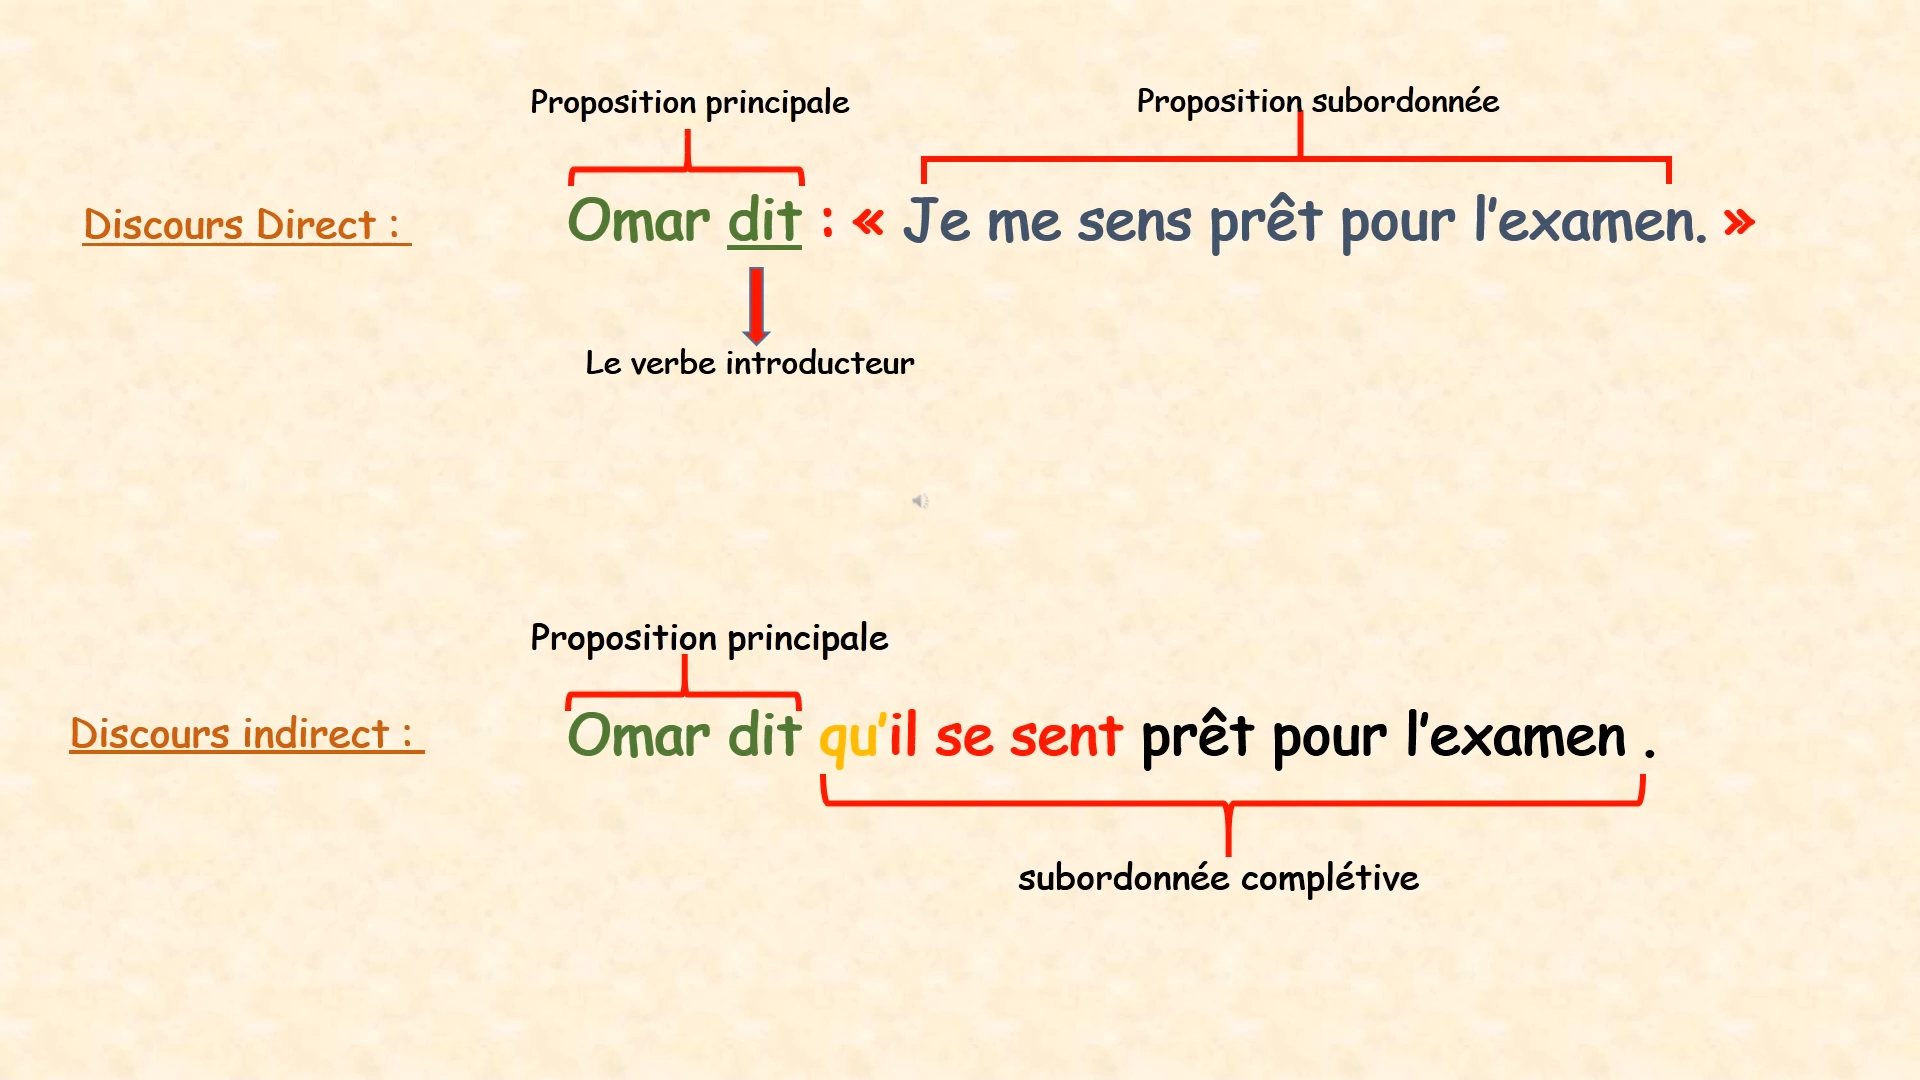 Proposition principale
Proposition subordonnée
Discours Direct :
Omar dit : « Je me sens prêt pour l’examen. »
Le verbe introducteur
Proposition principale
Discours indirect :
Omar dit qu’il se sent prêt pour l’examen .
subordonnée complétive